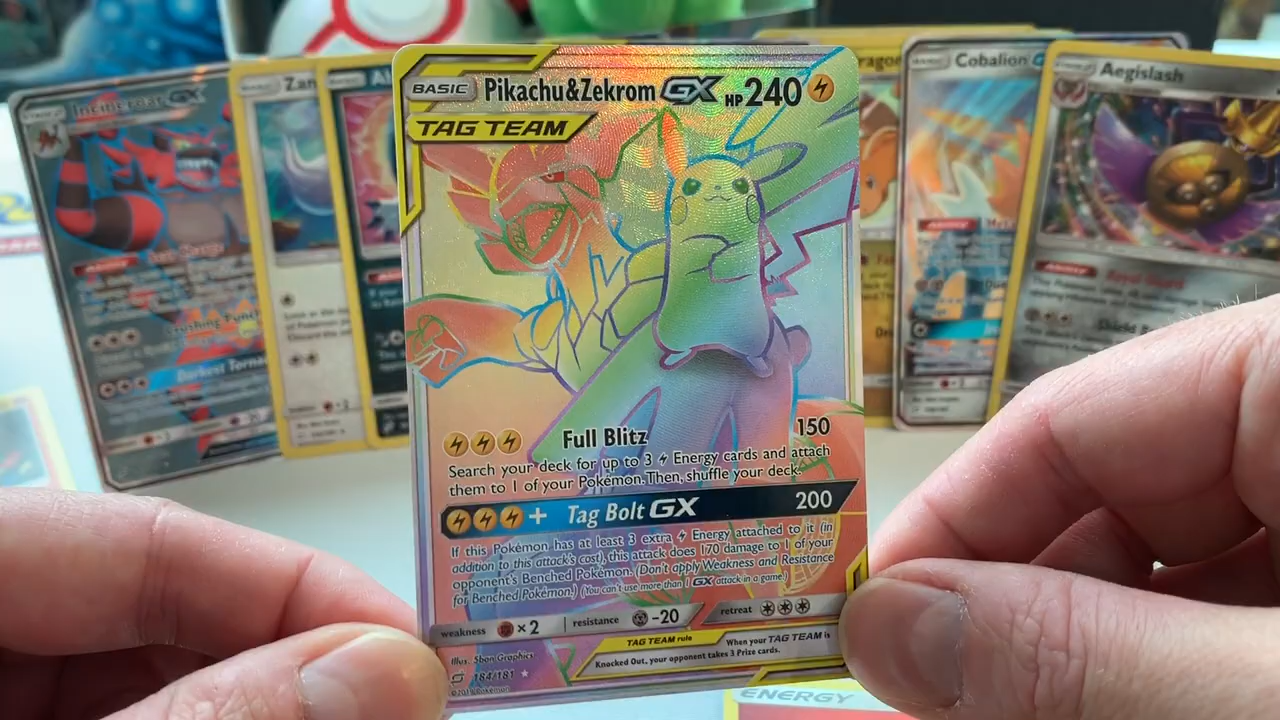 BASIC Pikachu&Zekrom GX HP 240
TAG TEAM
Full Blitz 150
Search your deck for up to 3 Energy cards and attach
them to 1 of your Pokémon. Then, shuffle your deck.
+ Tag Bolt GX 200
If this Pokémon has at least 3 extra Energy attached to it (in
addition to this attack's cost), this attack does 170 damage to 1 of your
opponent's Benched Pokémon. (Don't apply Weakness and Resistance
for Benched Pokémon.) (You can't use more than 1 GX attack in a game.)
weakness ×2 resistance -20 retreat
TAG TEAM rule When your TAG TEAM is
Knocked Out, your opponent takes 3 Prize cards.
Illus. 5ban Graphics
184/181
Incineroar GX
Crushing Punch
Darkest Tornado
Zan
Cobalion G
Aegislash
ENERGY